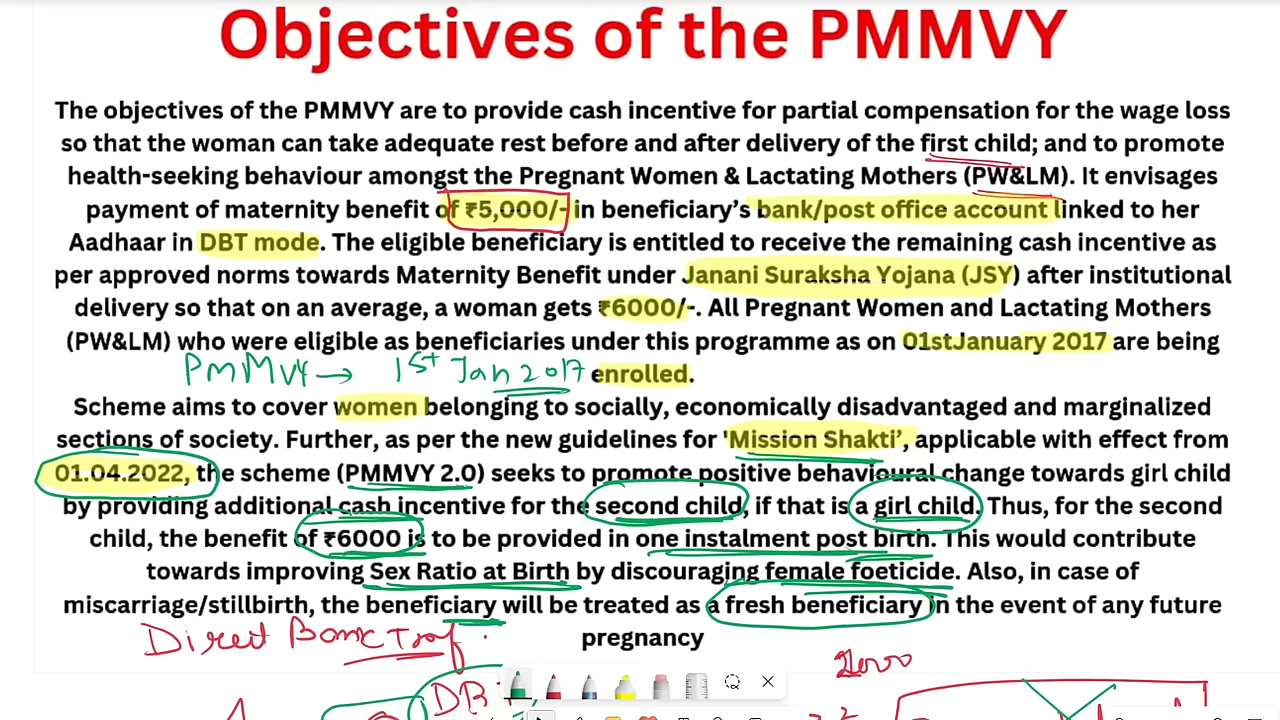 Objectives of the PMMVY
The objectives of the PMMVY are to provide cash incentive for partial compensation for the wage loss
so that the woman can take adequate rest before and after delivery of the first child; and to promote
health-seeking behaviour amongst the Pregnant Women & Lactating Mothers (PW&LM). It envisages
payment of maternity benefit of ₹5,000/- in beneficiary's bank/post office account linked to her
Aadhaar in DBT mode. The eligible beneficiary is entitled to receive the remaining cash incentive as
per approved norms towards Maternity Benefit under Janani Suraksha Yojana (JSY) after institutional
delivery so that on an average, a woman gets ₹6000/-. All Pregnant Women and Lactating Mothers
(PW&LM) who were eligible as beneficiaries under this programme as on 01stJanuary 2017 are being
PmMVY → 1st Jan 2017 enrolled.
Scheme aims to cover women belonging to socially, economically disadvantaged and marginalized
sections of society. Further, as per the new guidelines for 'Mission Shakti', applicable with effect from
01.04.2022, the scheme (PMMVY 2.0) seeks to promote positive behavioural change towards girl child
by providing additional cash incentive for the second child, if that is a girl child. Thus, for the second
child, the benefit of ₹6000 is to be provided in one instalment post birth. This would contribute
towards improving Sex Ratio at Birth by discouraging female foeticide. Also, in case of
miscarriage/stillbirth, the beneficiary will be treated as a fresh beneficiary in the event of any future
pregnancy
Direct Bank
DBT